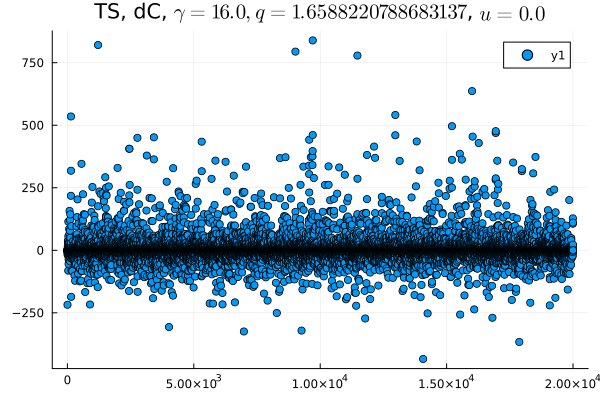 TS, dC, γ = 16.0, q = 1.6588220788683137, u = 0.0
y1
750
500
250
0
−250
0 5.00×10³ 1.00×10⁴ 1.50×10⁴ 2.00×10⁴